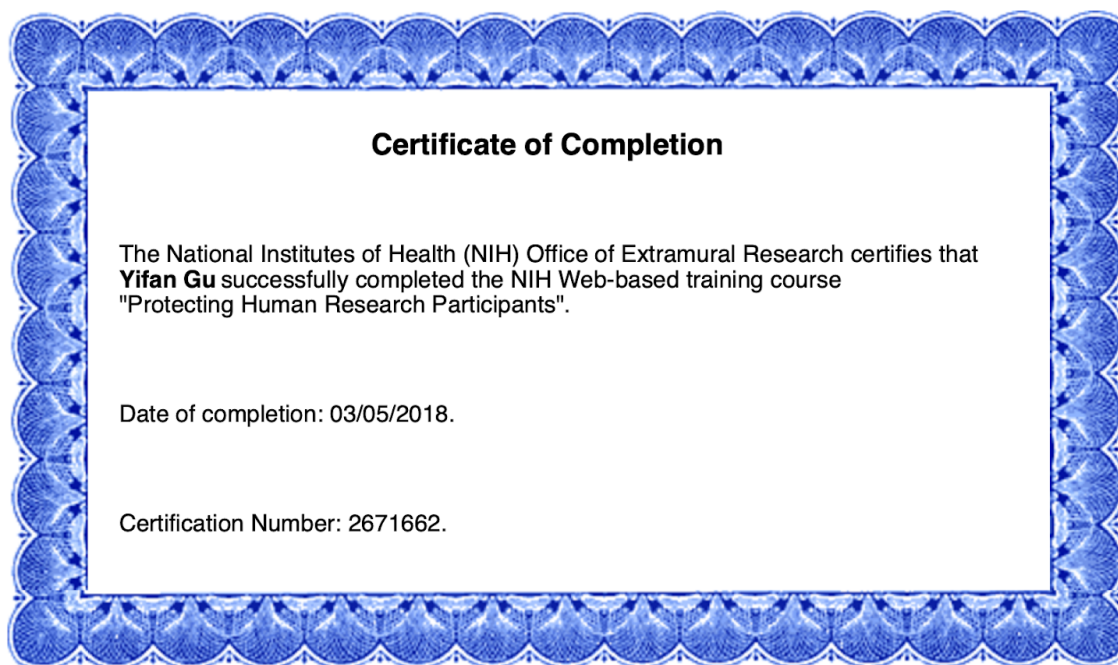 Certificate of Completion
The National Institutes of Health (NIH) Office of Extramural Research certifies that
Yifan Gu successfully completed the NIH Web-based training course
"Protecting Human Research Participants".
Date of completion: 03/05/2018.
Certification Number: 2671662.